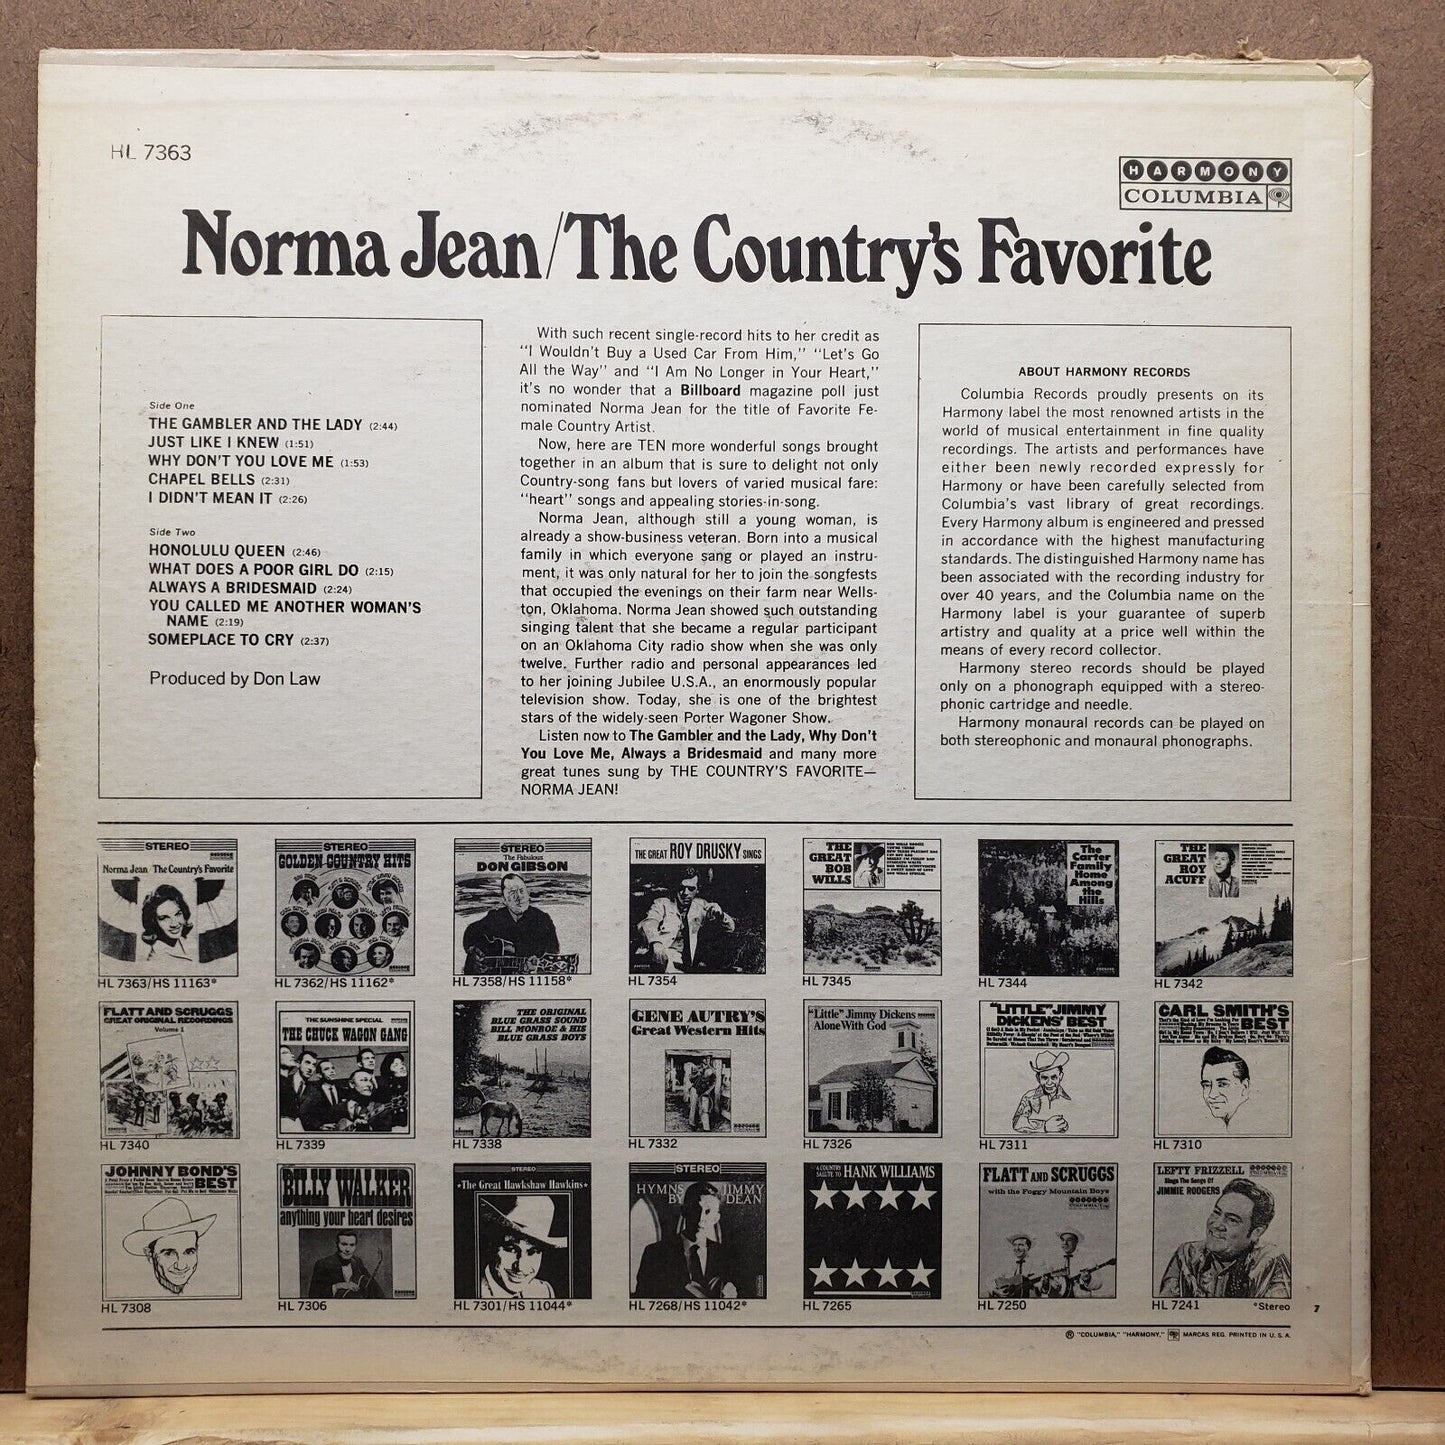 HL 7363
HARMONY
COLUMBIA
Norma Jean/The Country's Favorite
Side One
THE GAMBLER AND THE LADY (2:44)
JUST LIKE I KNEW (1:51)
WHY DON'T YOU LOVE ME (1:53)
CHAPEL BELLS (2:31)
I DIDN'T MEAN IT (2:26)
Side Two
HONOLULU QUEEN (2:46)
WHAT DOES A POOR GIRL DO (2:15)
ALWAYS A BRIDESMAID (2:24)
YOU CALLED ME ANOTHER WOMAN'S
NAME (2:19)
SOMEPLACE TO CRY (2:37)
Produced by Don Law
With such recent single-record hits to her credit as
"I Wouldn't Buy a Used Car From Him," "Let's Go
All the Way" and "I Am No Longer in Your Heart,"
it's no wonder that a Billboard magazine poll just
nominated Norma Jean for the title of Favorite Fe-
male Country Artist.
Now, here are TEN more wonderful songs brought
together in an album that is sure to delight not only
Country-song fans but lovers of varied musical fare:
"heart" songs and appealing stories-in-song.
Norma Jean, although still a young woman, is
already a show-business veteran. Born into a musical
family in which everyone sang or played an instru-
ment, it was only natural for her to join the songfests
that occupied the evenings on their farm near Wells-
ton, Oklahoma. Norma Jean showed such outstanding
singing talent that she became a regular participant
on an Oklahoma City radio show when she was only
twelve. Further radio and personal appearances led
to her joining Jubilee U.S.A., an enormously popular
television show. Today, she is one of the brightest
stars of the widely-seen Porter Wagoner Show.
Listen now to The Gambler and the Lady, Why Don't
You Love Me, Always a Bridesmaid and many more
great tunes sung by THE COUNTRY'S FAVORITE—
NORMA JEAN!
ABOUT HARMONY RECORDS
Columbia Records proudly presents on its
Harmony label the most renowned artists in the
world of musical entertainment in fine quality
recordings. The artists and performances have
either been newly recorded expressly for
Harmony or have been carefully selected from
Columbia's vast library of great recordings.
Every Harmony album is engineered and pressed
in accordance with the highest manufacturing
standards. The distinguished Harmony name has
been associated with the recording industry for
over 40 years, and the Columbia name on the
Harmony label is your guarantee of superb
artistry and quality at a price well within the
means of every record collector.
Harmony stereo records should be played
only on a phonograph equipped with a stereo-
phonic cartridge and needle.
Harmony monaural records can be played on
both stereophonic and monaural phonographs.
STEREO
Norma Jean The Country's Favorite
HL 7363/HS 11163*
STEREO
GOLDEN COUNTRY HITS
HL 7362/HS 11162*
STEREO
The Fabulous
DON GIBSON
HL 7358/HS 11158*
THE GREAT ROY DRUSKY SINGS
HL 7354
THE
GREAT
BOB
WILLS
HL 7345
The
Carter
Family
Home
Among
the
Hills
HL 7344
THE
GREAT
ROY
ACUFF
HL 7342
FLATT AND SCRUGGS
GREAT ORIGINAL RECORDINGS
Volume 1
HL 7340
THE SUNSHINE SPECIAL
THE CHUCK WAGON GANG
HL 7339
THE ORIGINAL
BLUE GRASS SOUND
BILL MONROE & HIS
BLUE GRASS BOYS
HL 7338
GENE AUTRY'S
Great Western Hits
HL 7332
"Little" Jimmy Dickens
Alone With God
HL 7326
"LITTLE" JIMMY
DICKENS' BEST
HL 7311
CARL SMITH'S
BEST
HL 7310
JOHNNY BOND'S
BEST
HL 7308
BILLY WALKER
anything your heart desires
HL 7306
STEREO
The Great Hawkshaw Hawkins
HL 7301/HS 11044*
STEREO
HYMNS JIMMY
BY DEAN
HL 7268/HS 11042*
A COUNTRY
SALUTE TO HANK WILLIAMS
HL 7265
FLATT AND SCRUGGS
with the Foggy Mountain Boys
HL 7250
LEFTY FRIZZELL
Sings The Songs Of
JIMMIE RODGERS
HL 7241
*Stereo
7
® "COLUMBIA," "HARMONY," MARCAS REG. PRINTED IN U.S.A.